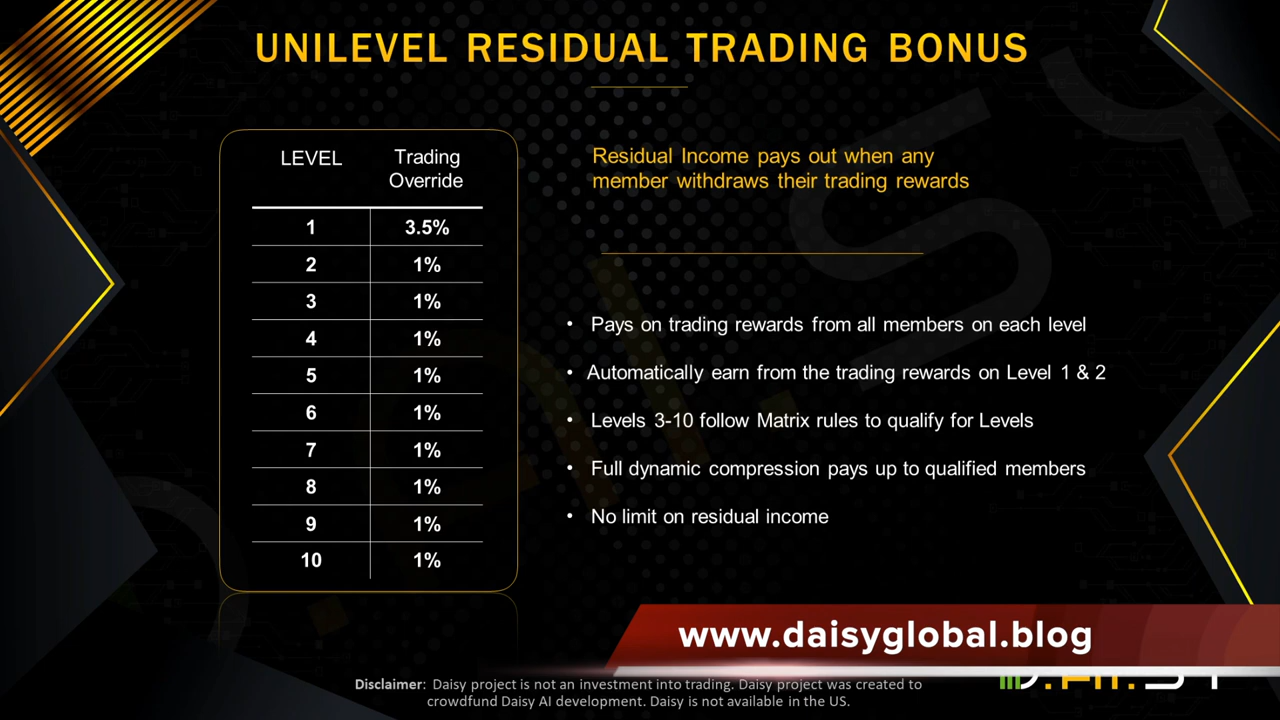 UNILEVEL RESIDUAL TRADING BONUS
LEVEL Trading
Override
1 3.5%
2 1%
3 1%
4 1%
5 1%
6 1%
7 1%
8 1%
9 1%
10 1%
Residual Income pays out when any
member withdraws their trading rewards
• Pays on trading rewards from all members on each level
• Automatically earn from the trading rewards on Level 1 & 2
• Levels 3-10 follow Matrix rules to qualify for Levels
• Full dynamic compression pays up to qualified members
• No limit on residual income
www.daisyglobal.blog
Disclaimer: Daisy project is not an investment into trading. Daisy project was created to
crowdfund Daisy AI development. Daisy is not available in the US.